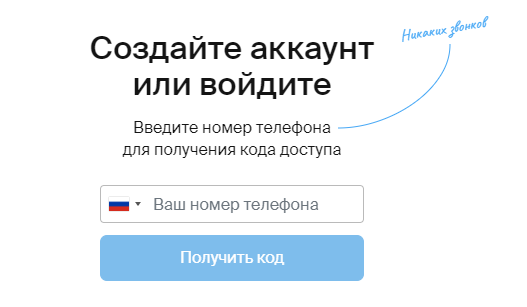 Никаких звонков
Создайте аккаунт
или войдите
Введите номер телефона
для получения кода доступа
Ваш номер телефона
Получить код